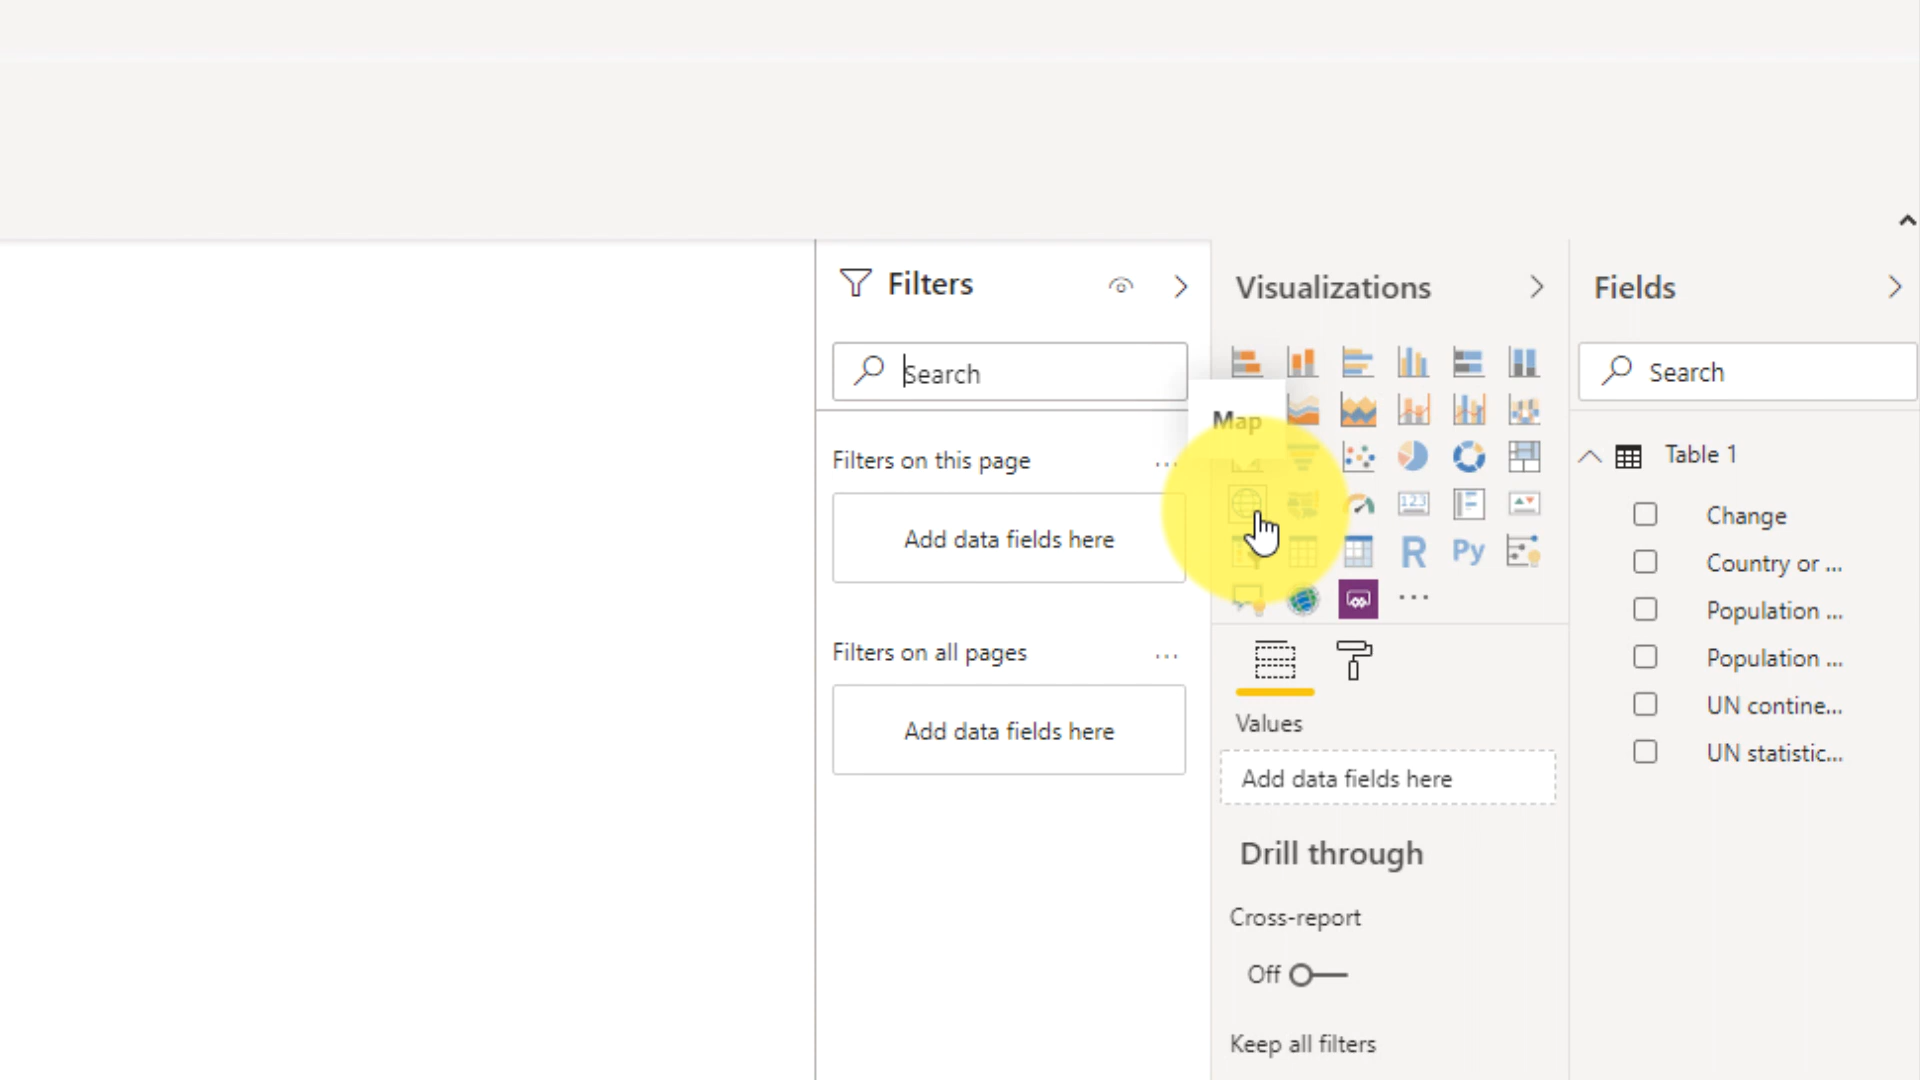 Filters
Search
Filters on this page
...
Add data fields here
Filters on all pages
...
Add data fields here
Visualizations
Map
123
R
Py
...
Values
Add data fields here
Drill through
Cross-report
Off
Keep all filters
Fields
Search
Table 1
Change
Country or ...
Population ...
Population ...
UN contine...
UN statistic...